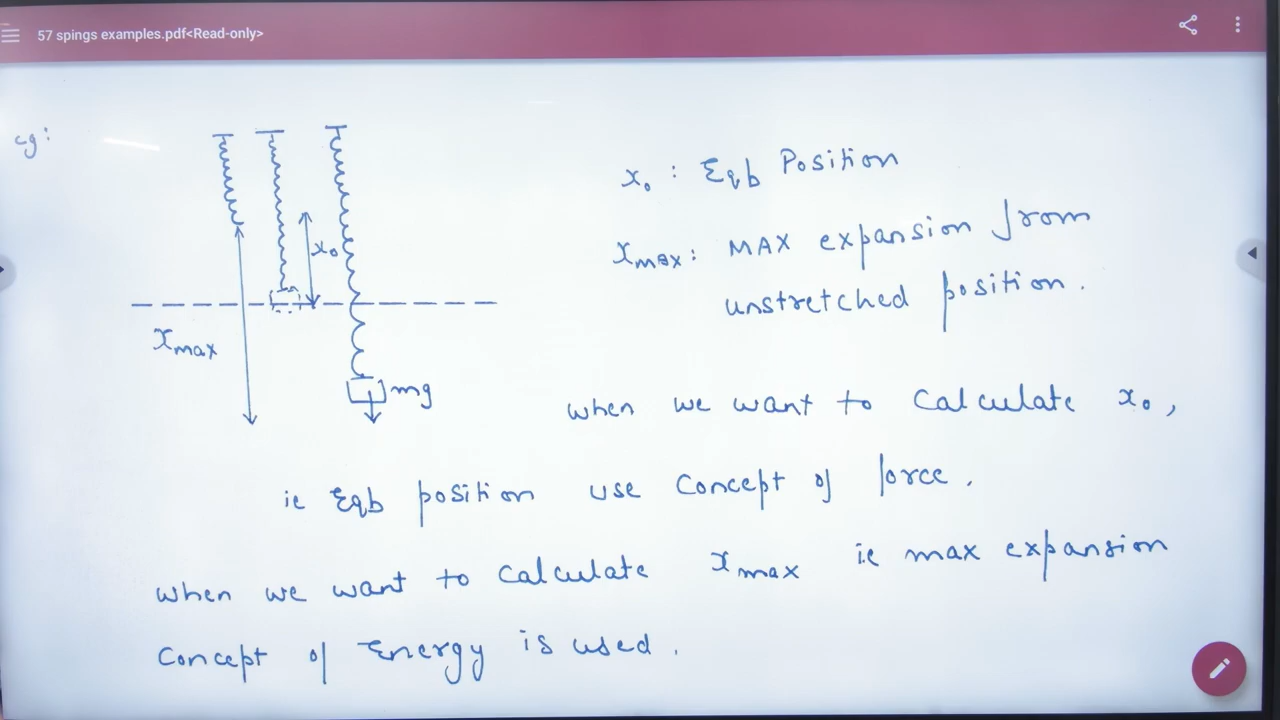 57 spings examples.pdf<Read-only>
eg:
x₀ : Eqb Position
x₀
xmax: MAX expansion from
unstretched position.
xmax
mg
when we want to calculate x₀,
ie Eqb position use concept of force.
when we want to calculate xmax i.e max expansion
concept of Energy is used.